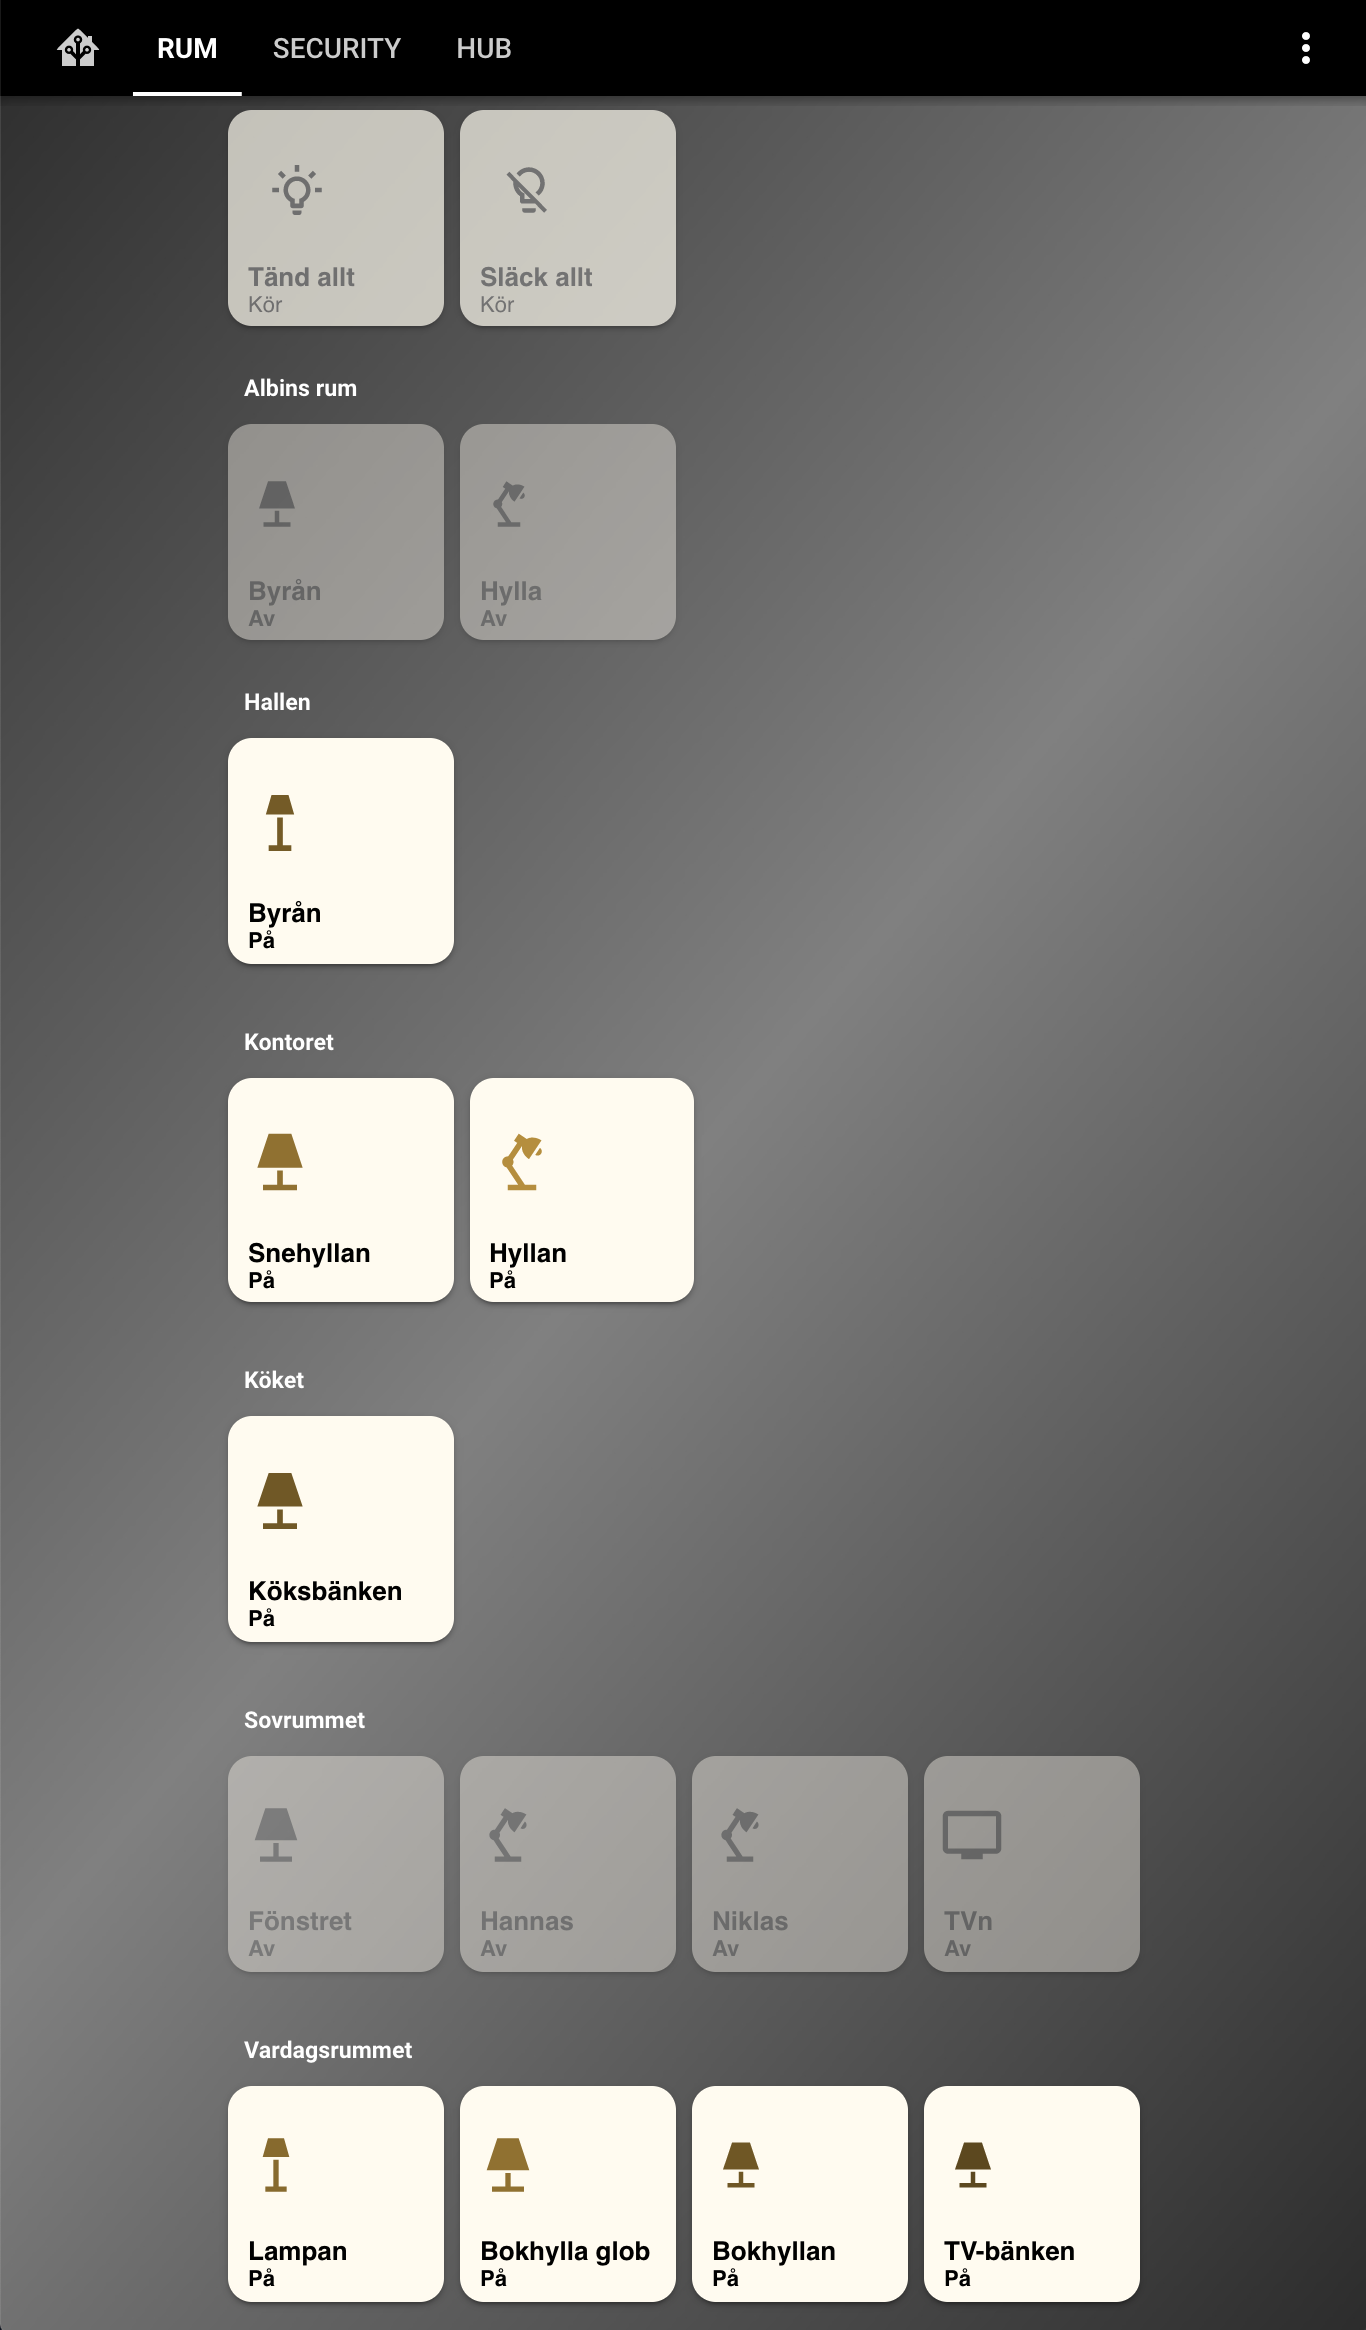 RUM SECURITY HUB
Tänd allt Släck allt
Kör Kör
Albins rum
Byrån Hylla
Av Av
Hallen
Byrån
På
Kontoret
Snehyllan Hyllan
På På
Köket
Köksbänken
På
Sovrummet
Fönstret Hannas Niklas TVn
Av Av Av Av
Vardagsrummet
Lampan Bokhylla glob Bokhyllan TV-bänken
På På På På